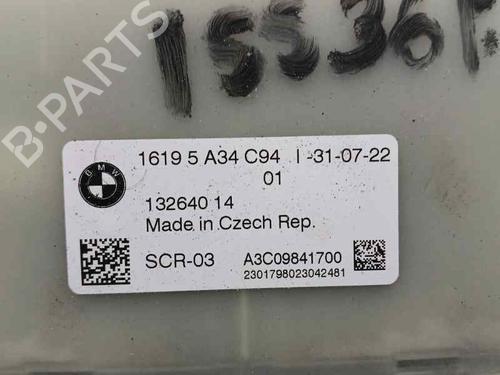 15536F.
B-PARTS
BMW
1619 5 A34 C94 I -31-07-22
01
132640 14
Made in Czech Rep.
SCR-03 A3C09841700
2301798023042481